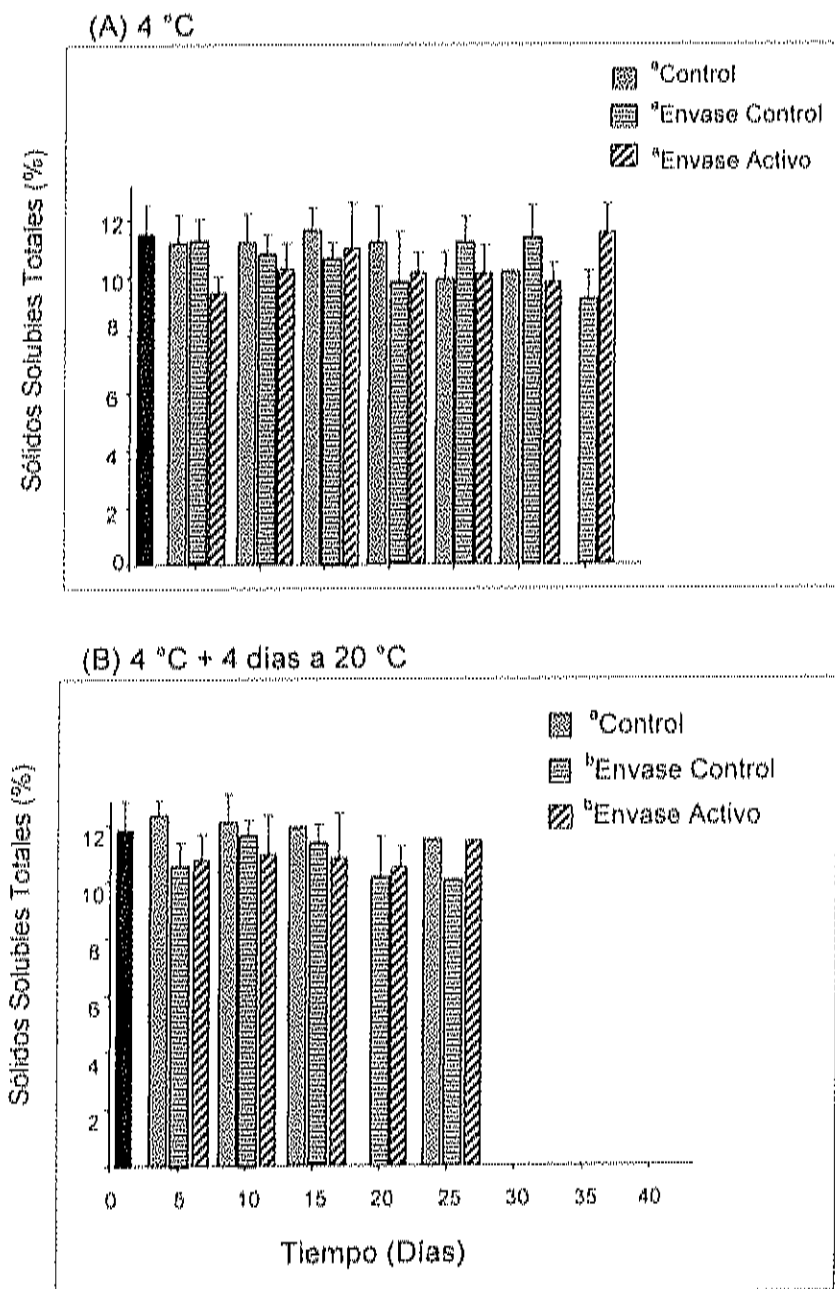 (A) 4 °C
ªControl
ªEnvase Control
ªEnvase Activo
Sólidos Solubles Totales (%)
12
10
8
6
4
2
0
(B) 4 °C + 4 días a 20 °C
ªControl
ᵇEnvase Control
ᵇEnvase Activo
Sólidos Solubles Totales (%)
12
10
8
6
4
2
0 5 10 15 20 25 30 35 40
Tiempo (Días)